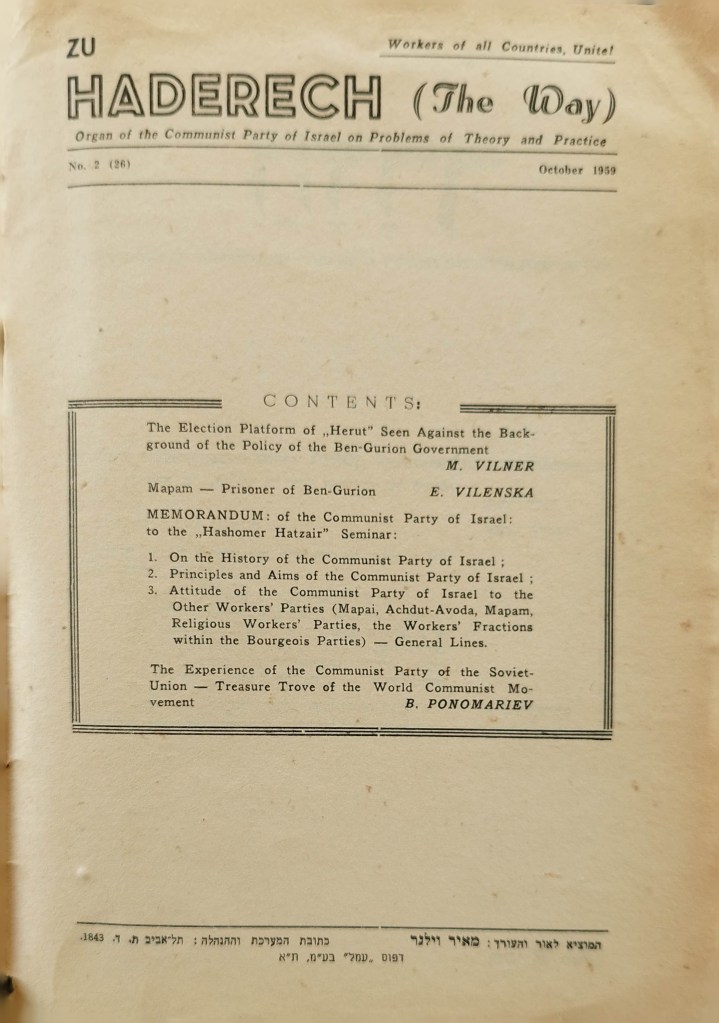 ZU
Workers of all Countries, Unite!
HADERECH (The Way)
Organ of the Communist Party of Israel on Problems of Theory and Practice
No. 2 (26)
October 1959
CONTENTS:
The Election Platform of „Herut" Seen Against the Back-
ground of the Policy of the Ben-Gurion Government
M. VILNER
Mapam — Prisoner of Ben-Gurion E. VILENSKA
MEMORANDUM: of the Communist Party of Israel:
to the „Hashomer Hatzair" Seminar:
1. On the History of the Communist Party of Israel ;
2. Principles and Aims of the Communist Party of Israel ;
3. Attitude of the Communist Party of Israel to the
Other Workers' Parties (Mapai, Achdut-Avoda, Mapam,
Religious Workers' Parties, the Workers' Fractions
within the Bourgeois Parties) — General Lines.
The Experience of the Communist Party of the Soviet-
Union — Treasure Trove of the World Communist Mo-
vement B. PONOMARIEV
המוציא לאור והעורך: מאיר וילנר
כתובת המערכת וההנהלה: תל־אביב ת. ד. 1843.
דפוס „עמל" בע"מ, ת"א